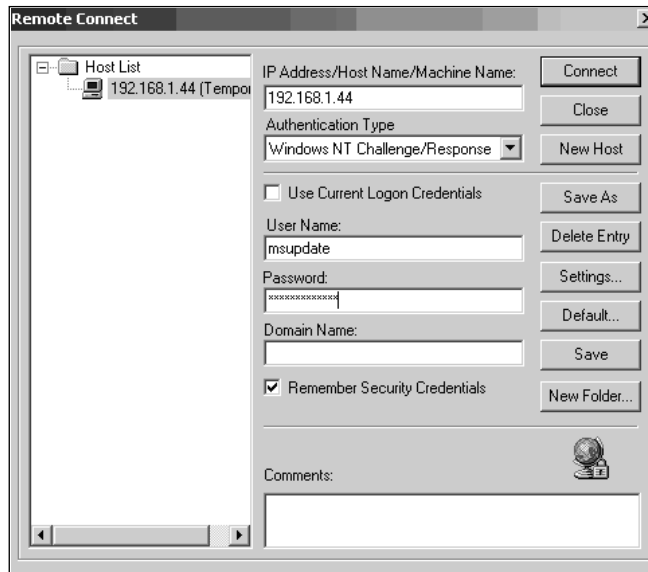 Remote Connect
Host List
192.168.1.44 (Tempor
IP Address/Host Name/Machine Name:
192.168.1.44
Authentication Type
Windows NT Challenge/Response
Use Current Logon Credentials
User Name:
msupdate
Password:
*************
Domain Name:
Remember Security Credentials
Comments:
Connect
Close
New Host
Save As
Delete Entry
Settings...
Default...
Save
New Folder...